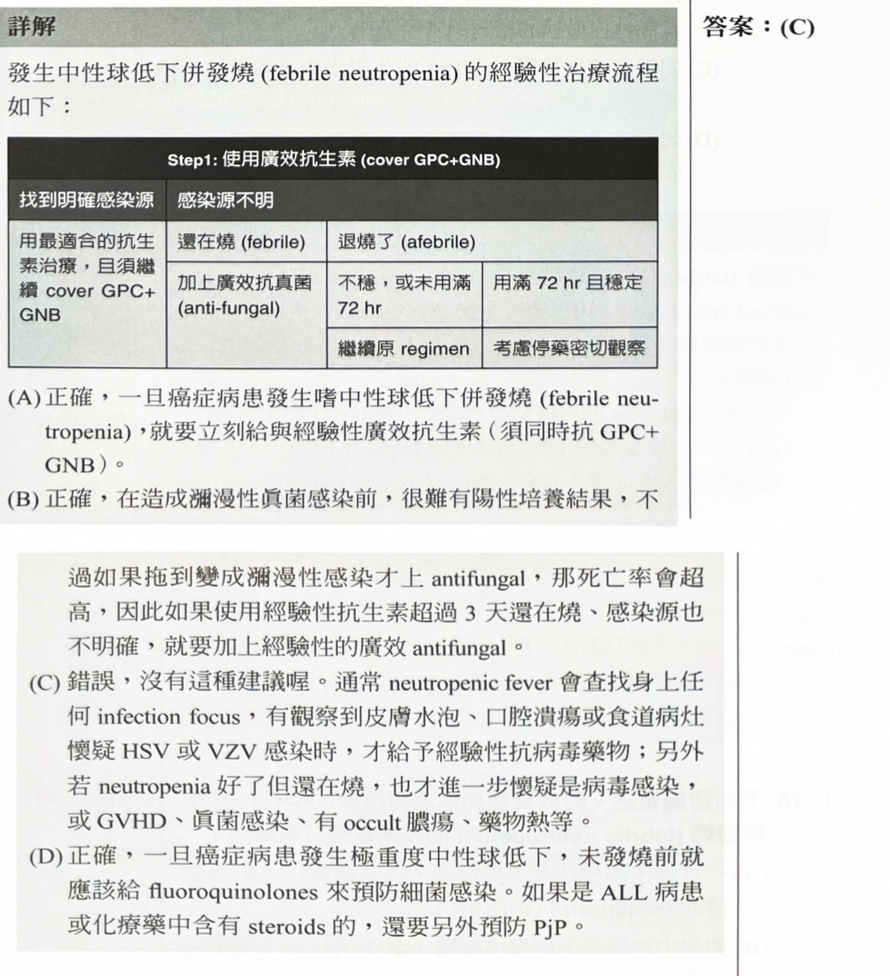 詳解
答案：(C)
發生中性球低下併發燒 (febrile neutropenia) 的經驗性治療流程
如下：
Step1: 使用廣效抗生素 (cover GPC+GNB)
找到明確感染源 感染源不明
用最適合的抗生
素治療，且須繼
續 cover GPC+
GNB
還在燒 (febrile) 退燒了 (afebrile)
加上廣效抗真菌
(anti-fungal)
不穩，或未用滿
72 hr
用滿 72 hr 且穩定
繼續原 regimen 考慮停藥密切觀察
(A) 正確，一旦癌症病患發生嗜中性球低下併發燒 (febrile neu-
tropenia)，就要立刻給與經驗性廣效抗生素（須同時抗 GPC+
GNB）。
(B) 正確，在造成瀰漫性真菌感染前，很難有陽性培養結果，不
過如果拖到變成瀰漫性感染才上 antifungal，那死亡率會超
高，因此如果使用經驗性抗生素超過 3 天還在燒、感染源也
不明確，就要加上經驗性的廣效 antifungal。
(C) 錯誤，沒有這種建議喔。通常 neutropenic fever 會查找身上任
何 infection focus，有觀察到皮膚水泡、口腔潰瘍或食道病灶
懷疑 HSV 或 VZV 感染時，才給予經驗性抗病毒藥物；另外
若 neutropenia 好了但還在燒，也才進一步懷疑是病毒感染，
或 GVHD、真菌感染、有 occult 膿瘍、藥物熱等。
(D) 正確，一旦癌症病患發生極重度中性球低下，未發燒前就
應該給 fluoroquinolones 來預防細菌感染。如果是 ALL 病患
或化療藥中含有 steroids 的，還要另外預防 PjP。